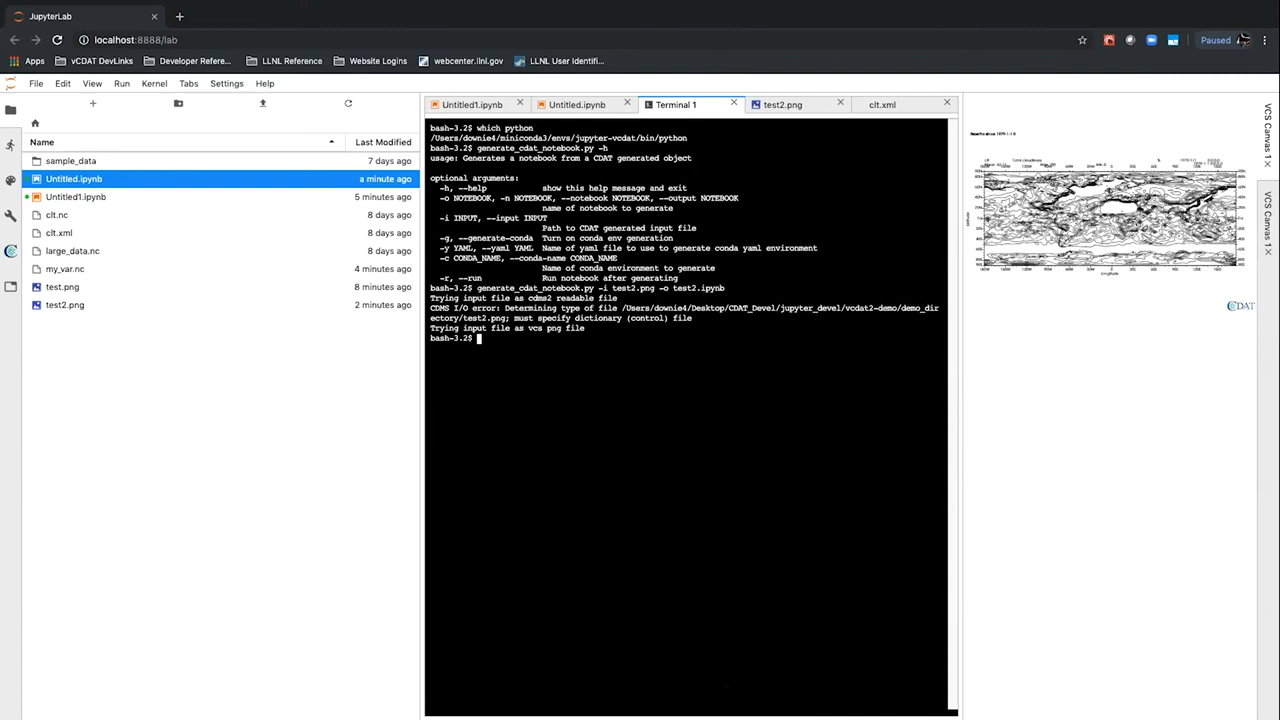 JupyterLab
localhost:8888/lab
Paused
Apps
vCDAT DevLinks
Developer Refere...
LLNL Reference
Website Logins
webcenter.llnl.gov
LLNL User Identifi...
File Edit View Run Kernel Tabs Settings Help
Name Last Modified
sample_data 7 days ago
Untitled.ipynb a minute ago
Untitled1.ipynb 5 minutes ago
clt.nc 8 days ago
clt.xml 8 days ago
large_data.nc 8 days ago
my_var.nc 4 minutes ago
test.png 8 minutes ago
test2.png 2 minutes ago
Untitled1.ipynb
Untitled.ipynb
Terminal 1
test2.png
clt.xml
bash-3.2$ which python
/Users/downie4/miniconda3/envs/jupyter-vcdat/bin/python
bash-3.2$ generate_cdat_notebook.py -h
usage: Generates a notebook from a CDAT generated object
optional arguments:
-h, --help show this help message and exit
-o NOTEBOOK, -n NOTEBOOK, --notebook NOTEBOOK, --output NOTEBOOK
name of notebook to generate
-i INPUT, --input INPUT
Path to CDAT generated input file
-g, --generate-conda Turn on conda env generation
-y YAML, --yaml YAML Name of yaml file to use to generate conda yaml environment
-c CONDA_NAME, --conda-name CONDA_NAME
Name of conda environment to generate
-r, --run Run notebook after generating
bash-3.2$ generate_cdat_notebook.py -i test2.png -o test2.ipynb
Trying input file as cdms2 readable file
CDMS I/O error: Determining type of file /Users/downie4/Desktop/CDAT_Devel/jupyter_devel/vcdat2-demo/demo_dir
ectory/test2.png; must specify dictionary (control) file
Trying input file as vcs png file
bash-3.2$
VCS Canvas 1
VCS Canvas 1
clt
Total cloudiness
%
longitude
CDAT